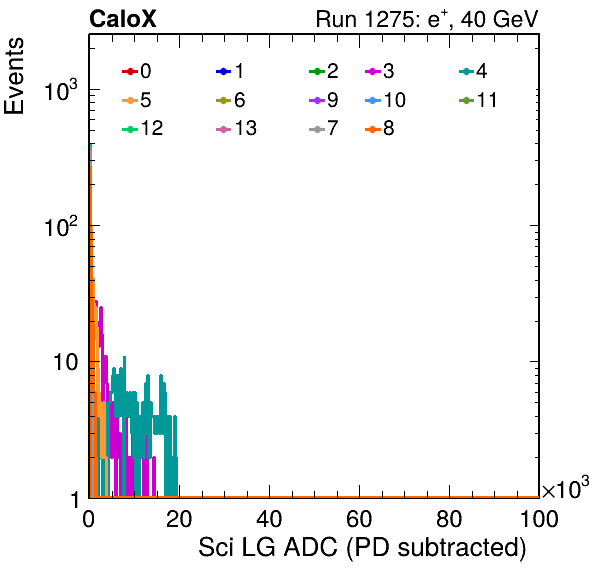 CaloX Run 1275: e⁺, 40 GeV
Events
0 1 2 3 4
5 6 9 10 11
12 13 7 8
10³
10²
10
1
0 20 40 60 80 100
×10³
Sci LG ADC (PD subtracted)